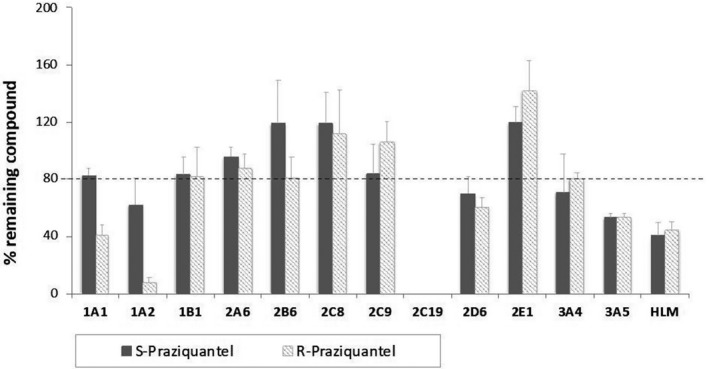 200
160
120
80
40
0
% remaining compound
1A1 1A2 1B1 2A6 2B6 2C8 2C9 2C19 2D6 2E1 3A4 3A5 HLM
S-Praziquantel R-Praziquantel